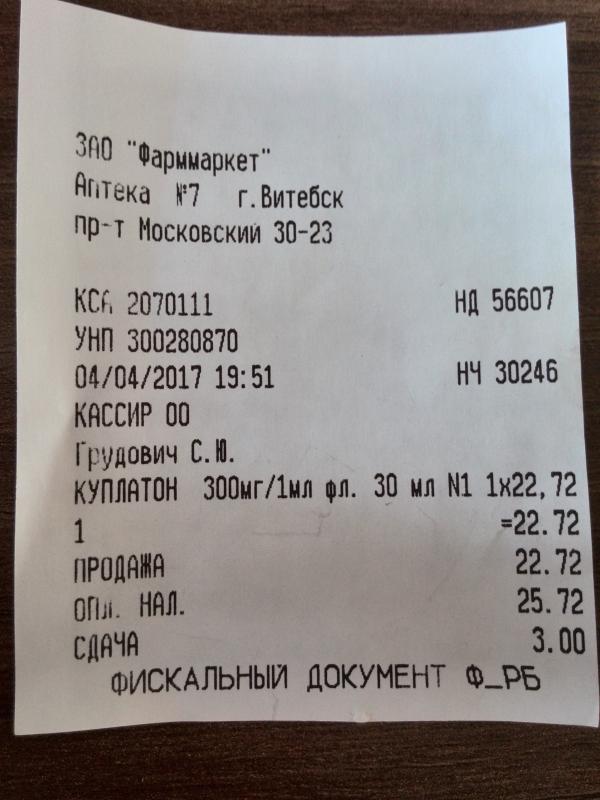 ЗАО "Фарммаркет"
Аптека №7 г.Витебск
пр-т Московский 30-23
КСА 2070111 НД 56607
УНП 300280870
04/04/2017 19:51 НЧ 30246
КАССИР 00
Грудович С.Ю.
КУПЛАТОН 300мг/1мл фл. 30 мл N1 1x22,72
1 =22.72
ПРОДАЖА 22.72
ОПЛ. НАЛ. 25.72
СДАЧА 3.00
ФИСКАЛЬНЫЙ ДОКУМЕНТ Ф_РБ